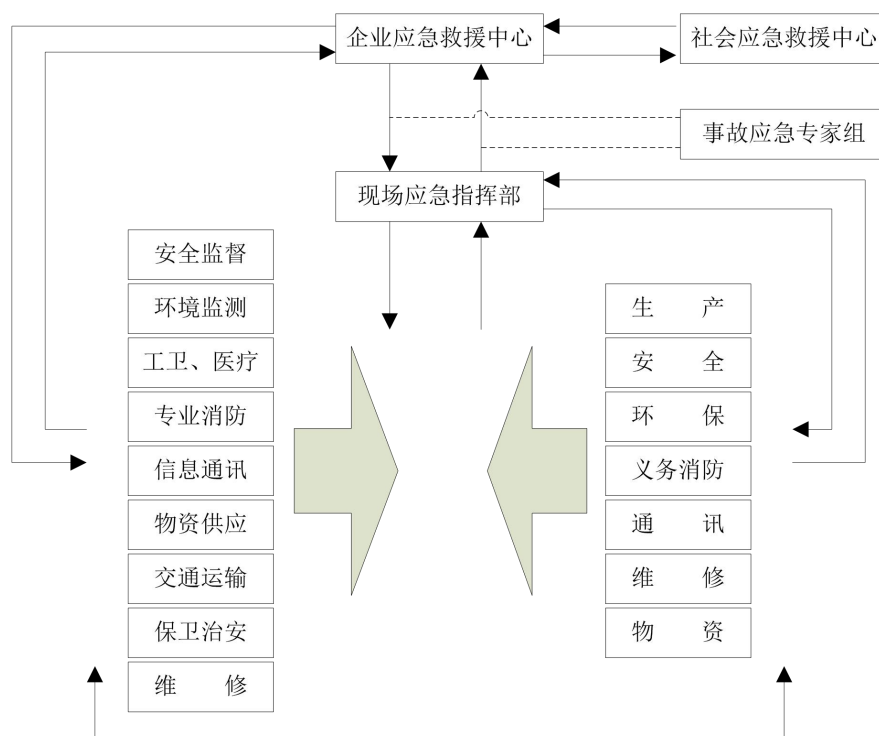 企业应急救援中心
社会应急救援中心
事故应急专家组
现场应急指挥部
安全监督
环境监测
工卫、医疗
专业消防
信息通讯
物资供应
交通运输
保卫治安
维　　修
生　　产
安　　全
环　　保
义务消防
通　　讯
维　　修
物　　资